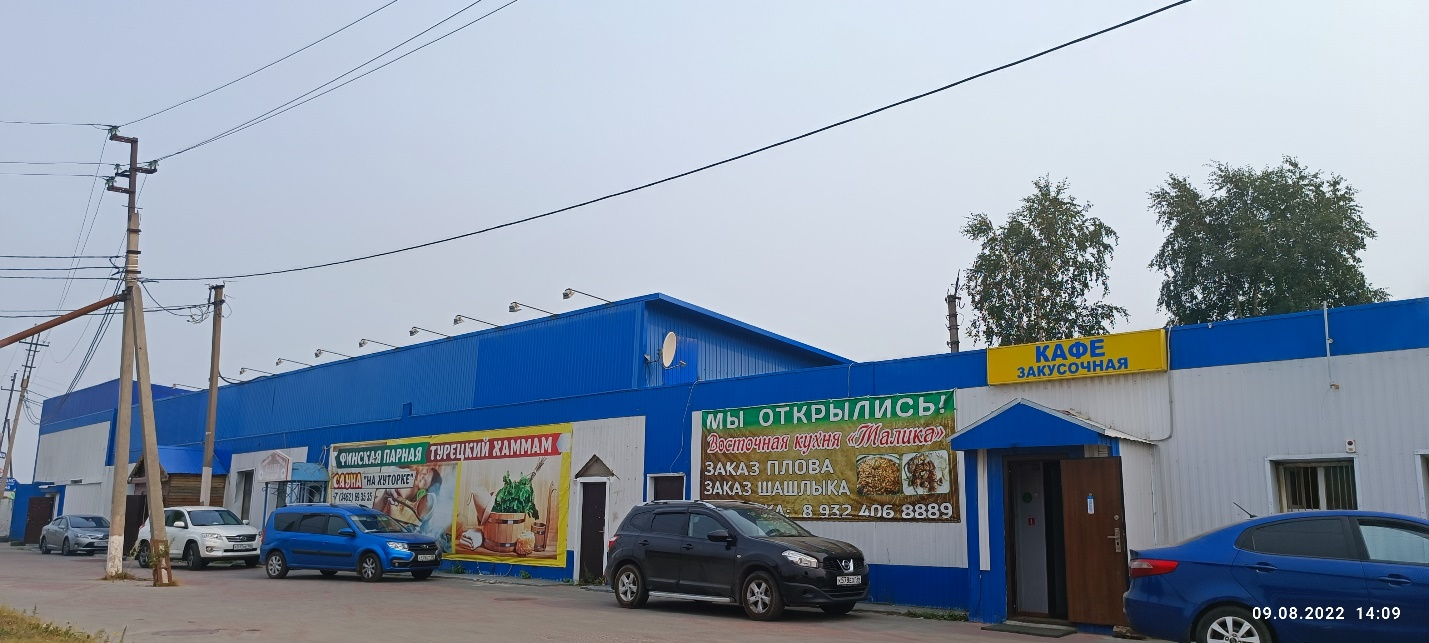 ФИНСКАЯ ПАРНАЯ ТУРЕЦКИЙ ХАММАМ
САУНА "НА ХУТОРКЕ"
МЫ ОТКРЫЛИСЬ!
Восточная кухня «Малика»
ЗАКАЗ ПЛОВА
ЗАКАЗ ШАШЛЫКА
8 932 406 8889
КАФЕ
ЗАКУСОЧНАЯ
09.08.2022 14:09